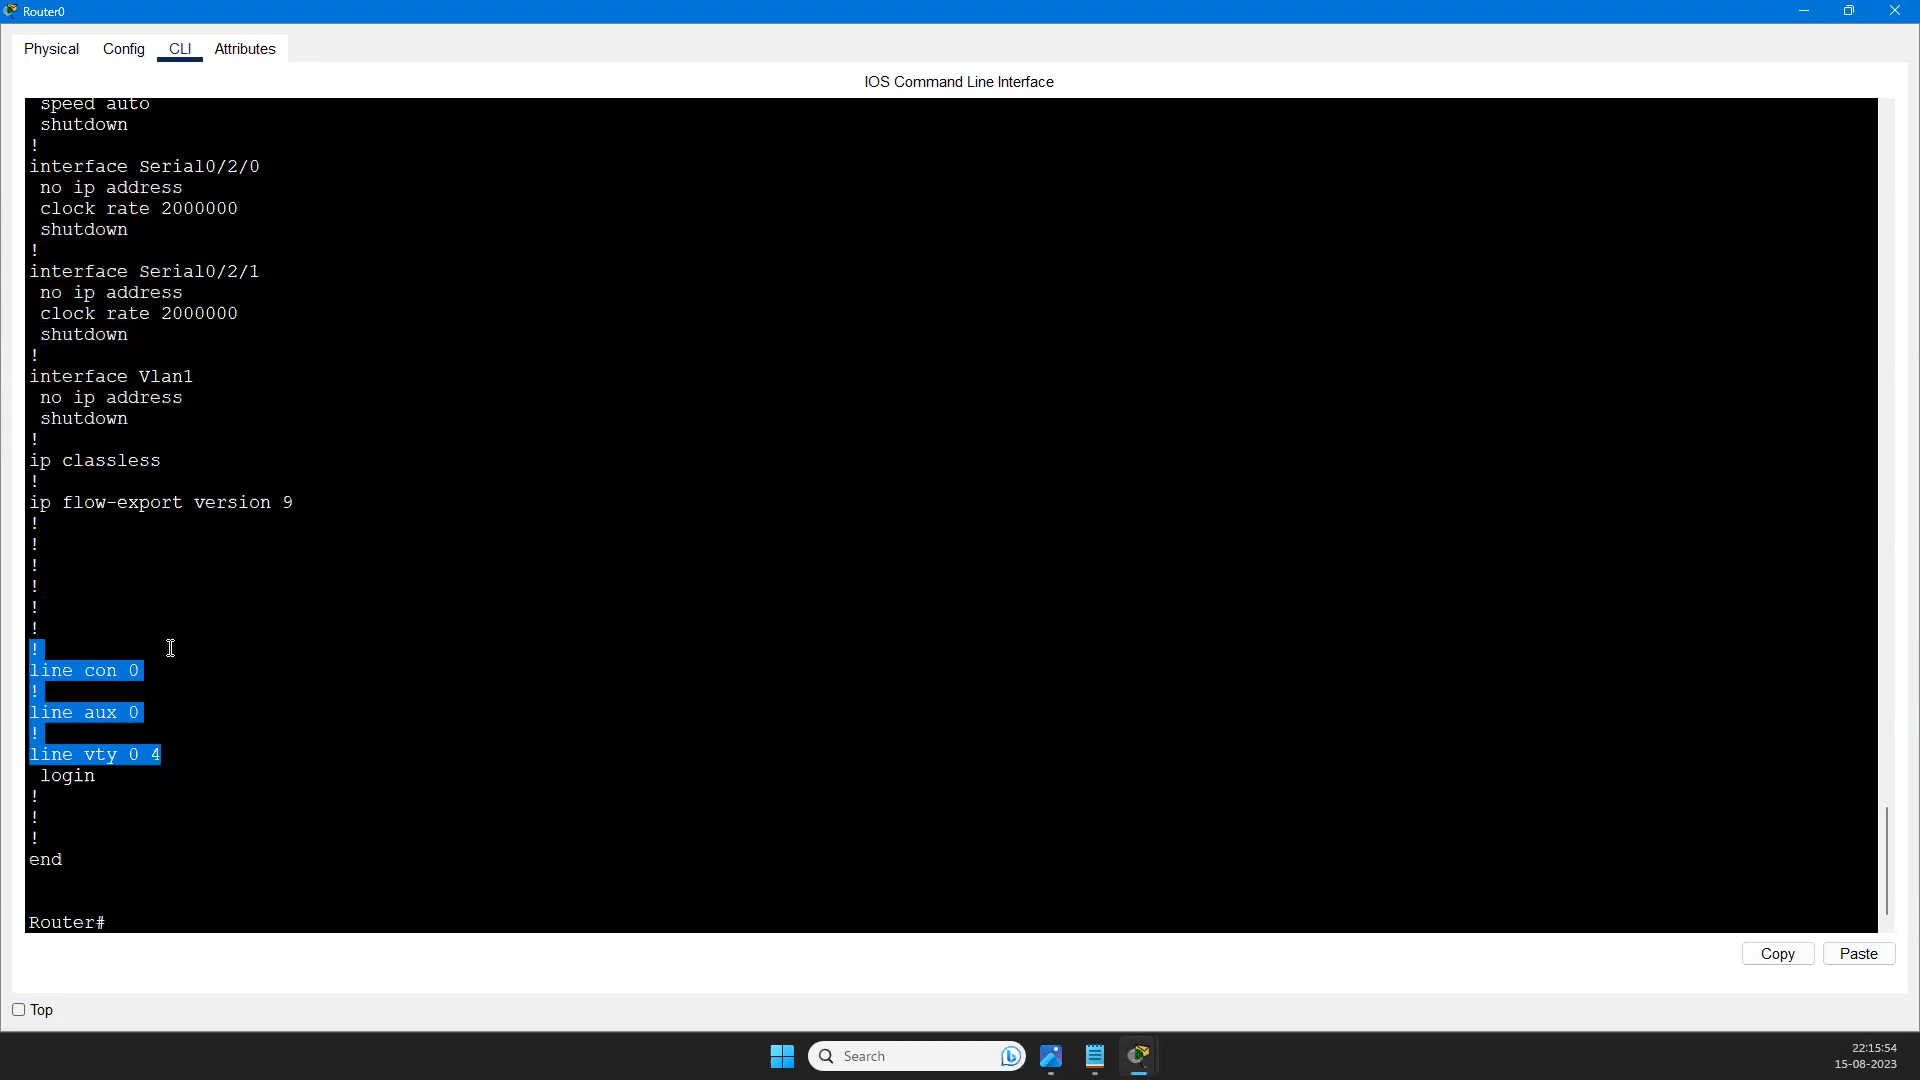 Router0
Physical Config CLI Attributes
IOS Command Line Interface
speed auto
shutdown
!
interface Serial0/2/0
no ip address
clock rate 2000000
shutdown
!
interface Serial0/2/1
no ip address
clock rate 2000000
shutdown
!
interface Vlan1
no ip address
shutdown
!
ip classless
!
ip flow-export version 9
!
!
!
!
!
!
!
line con 0
!
line aux 0
!
line vty 0 4
login
!
!
!
end
Router#
Copy Paste
Top
Search
22:15:54
15-08-2023